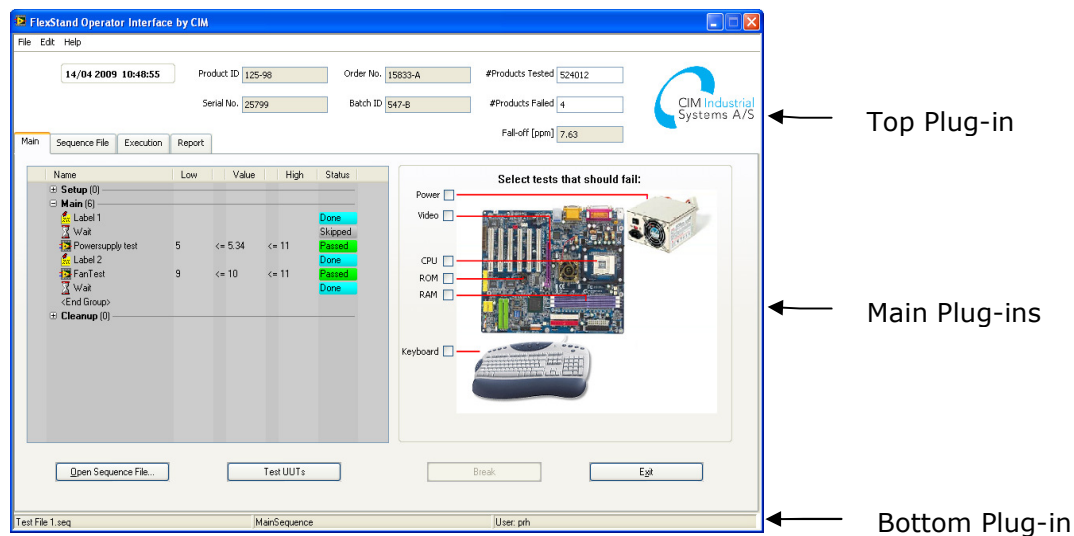 FlexStand Operator Interface by CIM
File Edit Help
14/04 2009 10:48:55
Product ID 125-98
Order No. 15833-A
#Products Tested 524012
Serial No. 25799
Batch ID 547-B
#Products Failed 4
Fall-off [ppm] 7.63
CIM Industrial
Systems A/S
Top Plug-in
Main Sequence File Execution Report
Name Low Value High Status
Setup (0)
Main (6)
Label 1 Done
Wait Skipped
Powersupply test 5 <= 5.34 <= 11 Passed
Label 2 Done
FanTest 9 <= 10 <= 11 Passed
Wait Done
<End Group>
Cleanup (0)
Select tests that should fail:
Power
Video
CPU
ROM
RAM
Keyboard
Main Plug-ins
Open Sequence File...
Test UUTs
Break
Exit
Test File 1.seq
MainSequence
User: prh
Bottom Plug-in